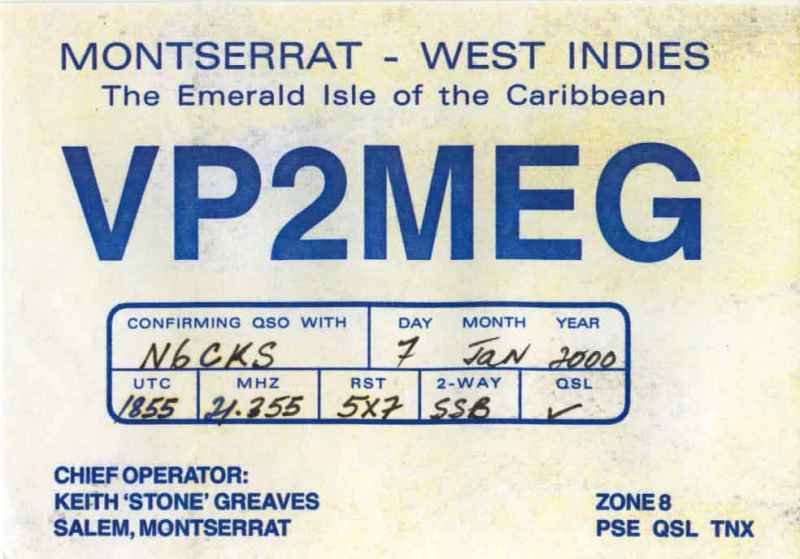 MONTSERRAT - WEST INDIES
The Emerald Isle of the Caribbean
VP2MEG
CONFIRMING QSO WITH DAY MONTH YEAR
N6CKS 7 JAN 2000
UTC MHZ RST 2-WAY QSL
1855 21.355 5X7 SSB ✓
CHIEF OPERATOR:
KEITH 'STONE' GREAVES ZONE 8
SALEM, MONTSERRAT PSE QSL TNX